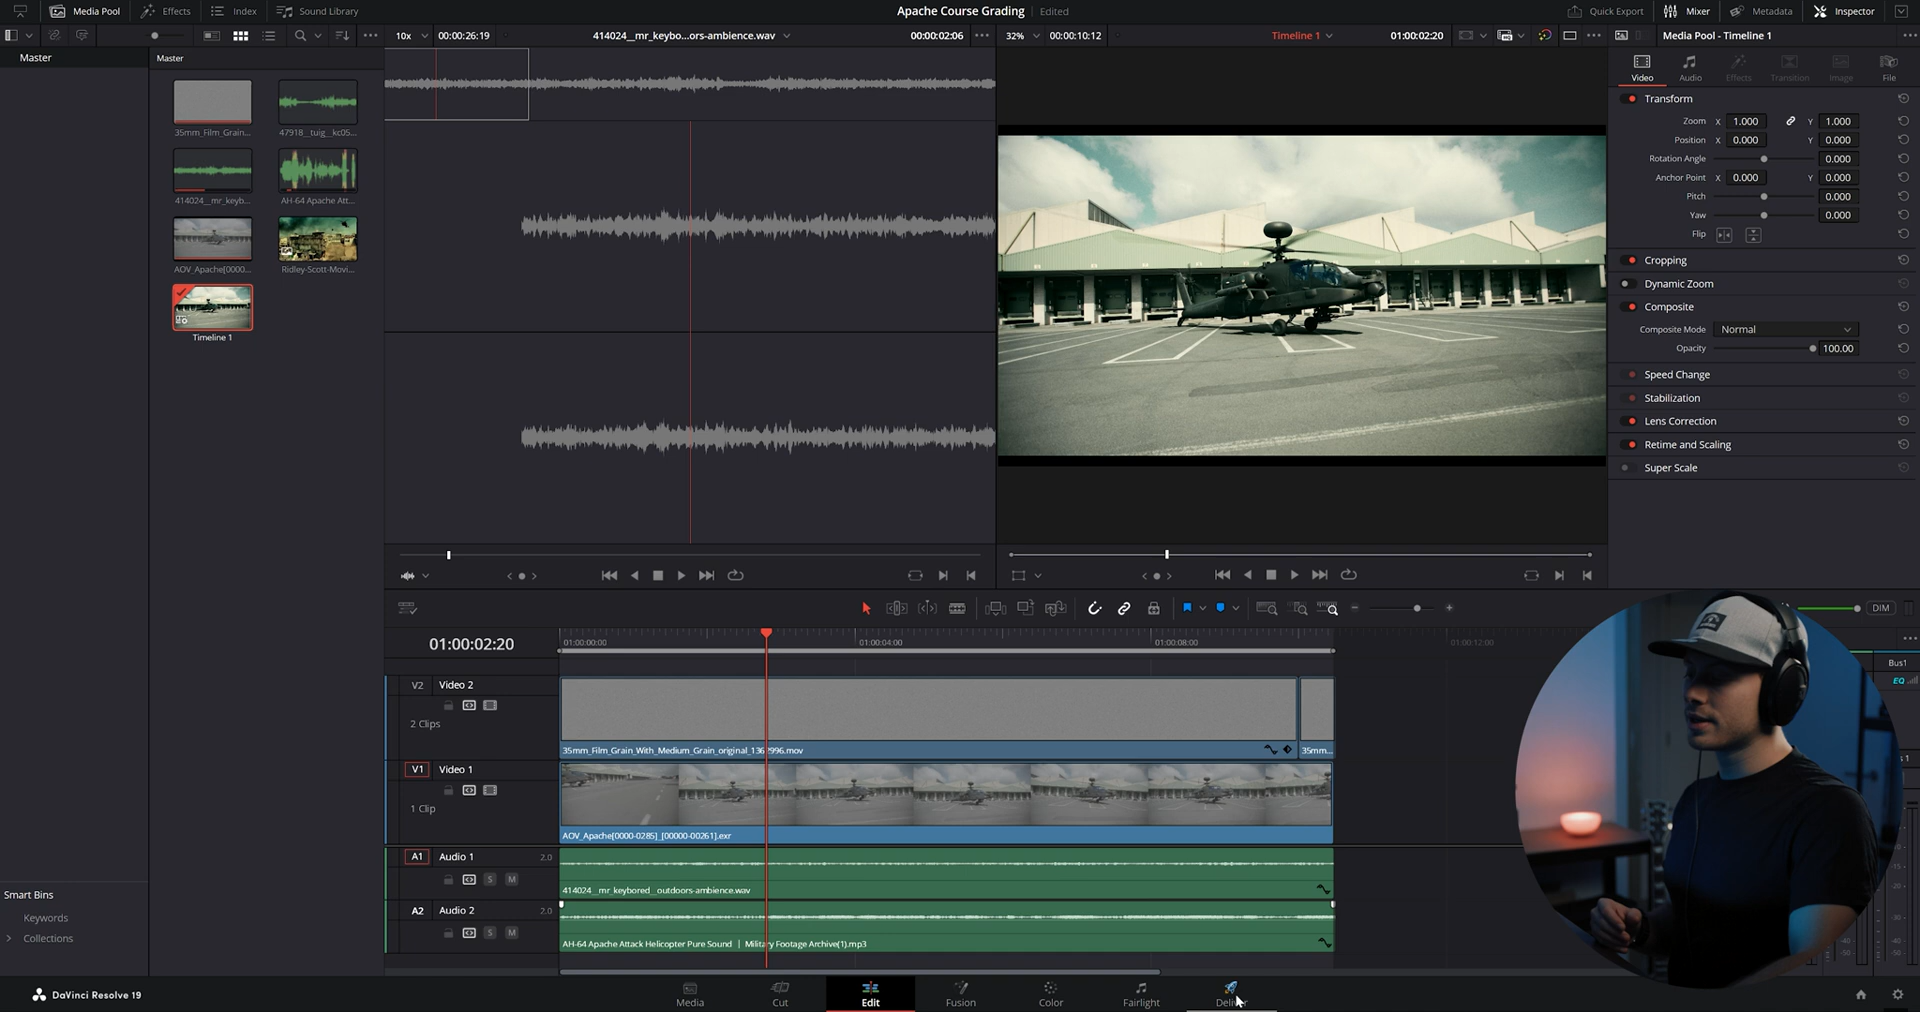 Media Pool Effects Index Sound Library Apache Course Grading Edited Quick Export Mixer Metadata Inspector
10x 00:00:26:19 414024__mr_keybo...ors-ambience.wav 00:00:02:06 32% 00:00:10:12 Timeline 1 01:00:02:20 Media Pool - Timeline 1
Master
Master
35mm_Film_Grain...
47918__tuig__kc05...
414024__mr_keyb...
AH-64 Apache Att...
AOV_Apache[0000...
Ridley-Scott-Movi...
Timeline 1
Video Audio Effects Transition Image File
Transform
Zoom X 1.000 Y 1.000
Position X 0.000 Y 0.000
Rotation Angle 0.000
Anchor Point X 0.000 Y 0.000
Pitch 0.000
Yaw 0.000
Flip
Cropping
Dynamic Zoom
Composite
Composite Mode Normal
Opacity 100.00
Speed Change
Stabilization
Lens Correction
Retime and Scaling
Super Scale
DIM
01:00:02:20 01:00:00:00 01:00:04:00 01:00:08:00 01:00:12:00
V2 Video 2
2 Clips
35mm_Film_Grain_With_Medium_Grain_original_1362996.mov 35mm...
V1 Video 1
1 Clip
AOV_Apache[0000-0285]_[00000-00261].exr
A1 Audio 1 2.0
S M
414024__mr_keybored__outdoors-ambience.wav
A2 Audio 2 2.0
S M
AH-64 Apache Attack Helicopter Pure Sound | Military Footage Archive(1).mp3
Bus1
EQ
Smart Bins
Keywords
Collections
DaVinci Resolve 19
Media Cut Edit Fusion Color Fairlight Deliver